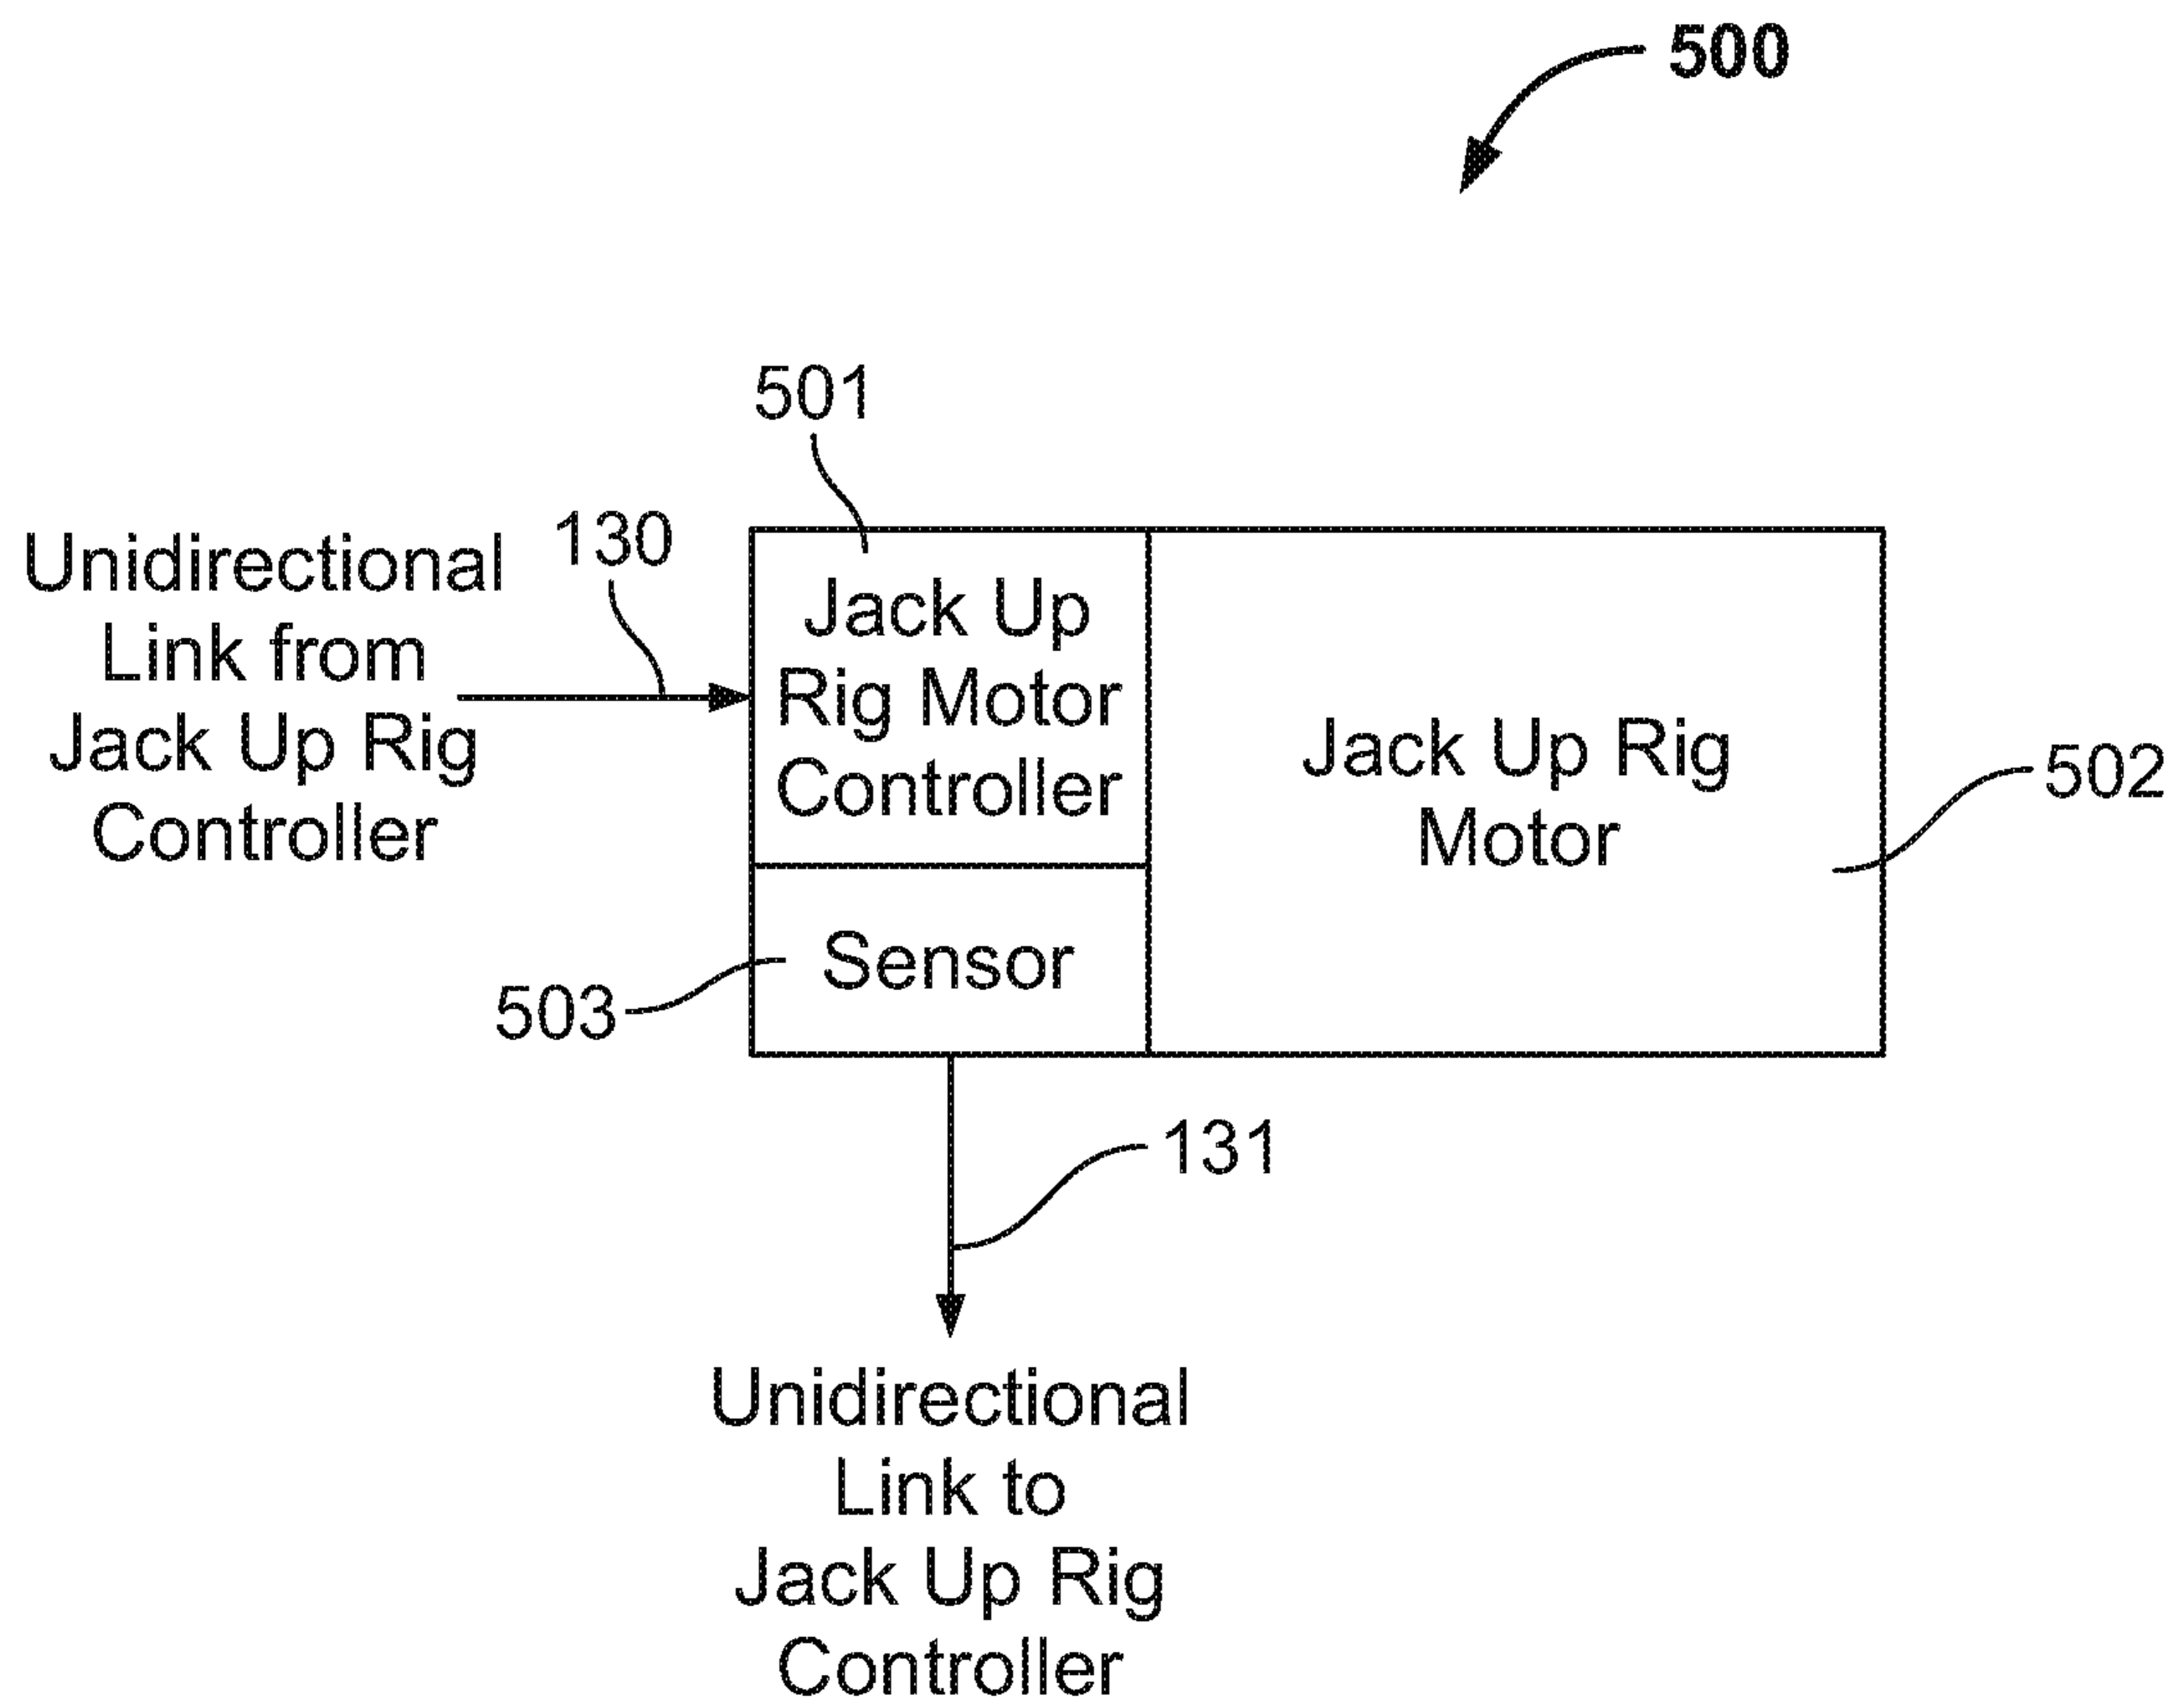 500
501
130
Unidirectional
Link from
Jack Up Rig
Controller
Jack Up
Rig Motor
Controller
Jack Up Rig
Motor
502
Sensor
503
131
Unidirectional
Link to
Jack Up Rig
Controller